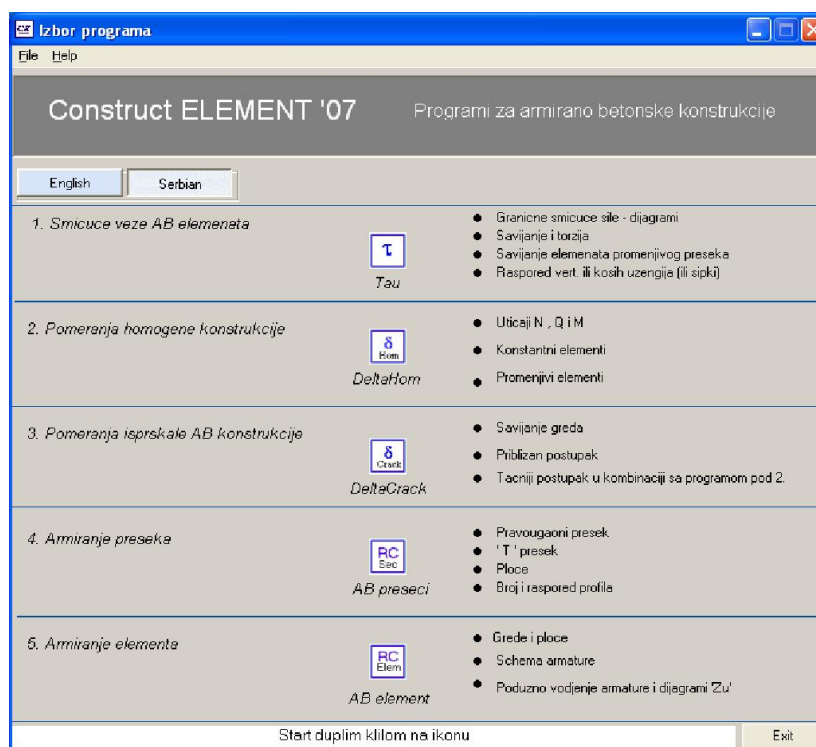 Izbor programa
File Help
Construct ELEMENT '07 Programi za armirano betonske konstrukcije
English Serbian
1. Smicuce veze AB elemenata
τ
Tau
● Granicne smicuce sile - dijagrami
● Savijanje i torzija
● Savijanje elemenata promenjivog preseka
● Raspored vert. ili kosih uzengija (ili sipki)
2. Pomeranja homogene konstrukcije
δ
Hom
DeltaHom
● Uticaji N , Q i M
● Konstantni elementi
● Promenjivi elementi
3. Pomeranja isprskale AB konstrukcije
δ
Crack
DeltaCrack
● Savijanje greda
● Priblizan postupak
● Tacniji postupak u kombinaciji sa programom pod 2.
4. Armiranje preseka
RC
Sec
AB preseci
● Pravougaoni presek
● ' T ' presek
● Ploce
● Broj i raspored profila
5. Armiranje elementa
RC
Elem
AB element
● Grede i ploce
● Schema armature
● Poduzno vodjenje armature i dijagrami 'Zu'
Start duplim klilom na ikonu
Exit